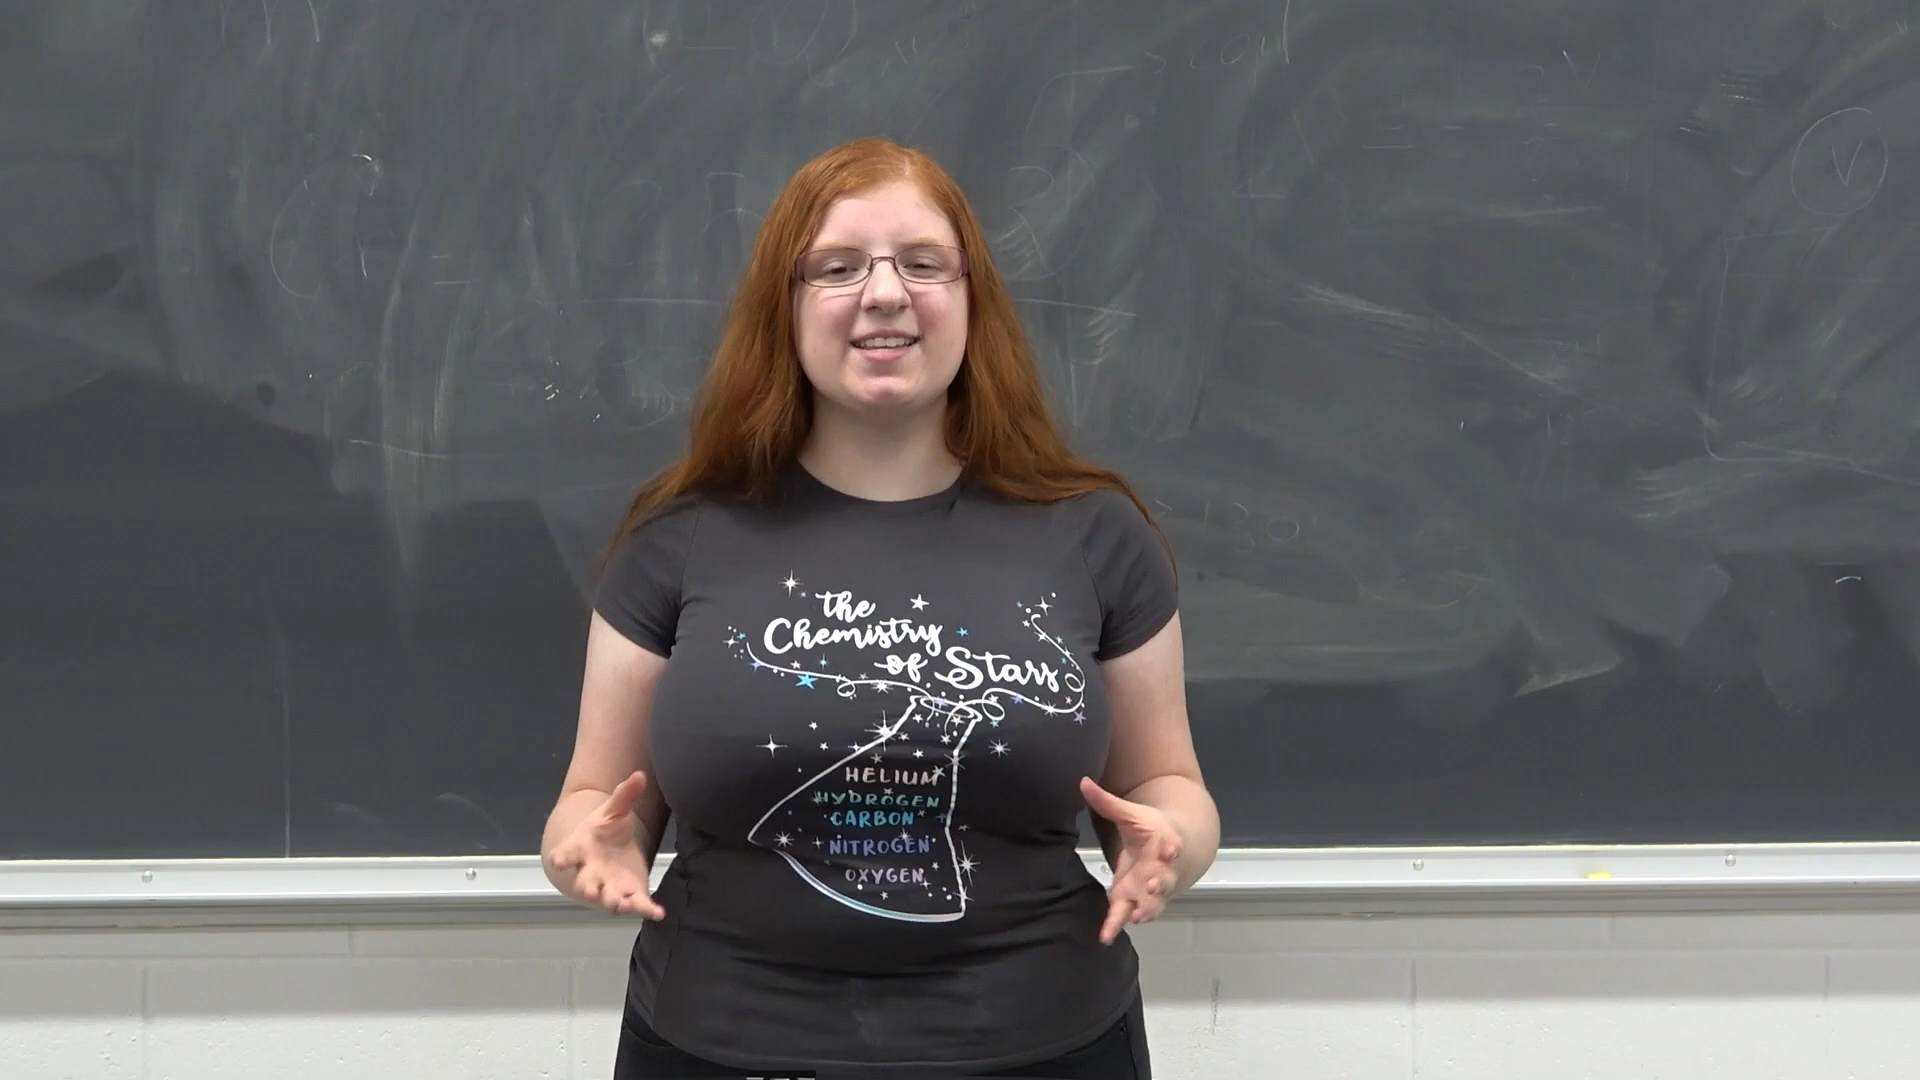 the
Chemistry
of Stars
HELIUM
HYDROGEN
CARBON
NITROGEN
OXYGEN
V